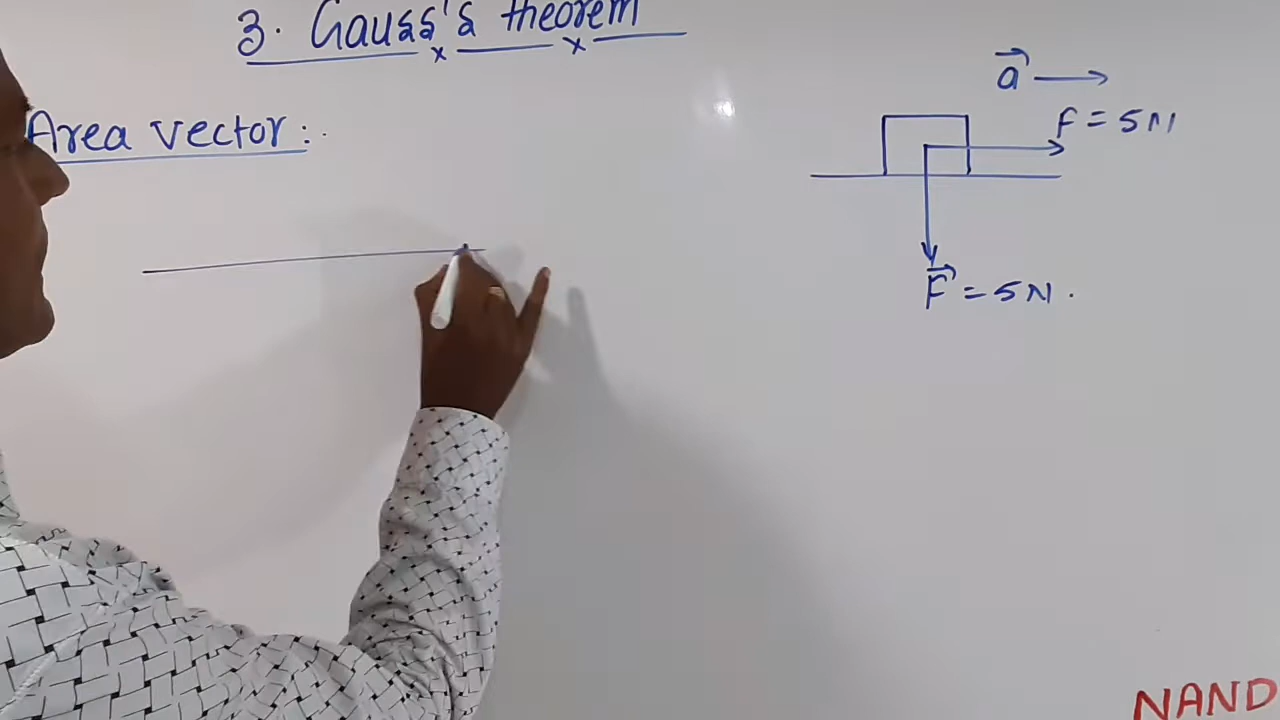 3. Gauss's theorem
Area vector :.
a⃗ →
F = 5N
F⃗ = 5N.
NAND